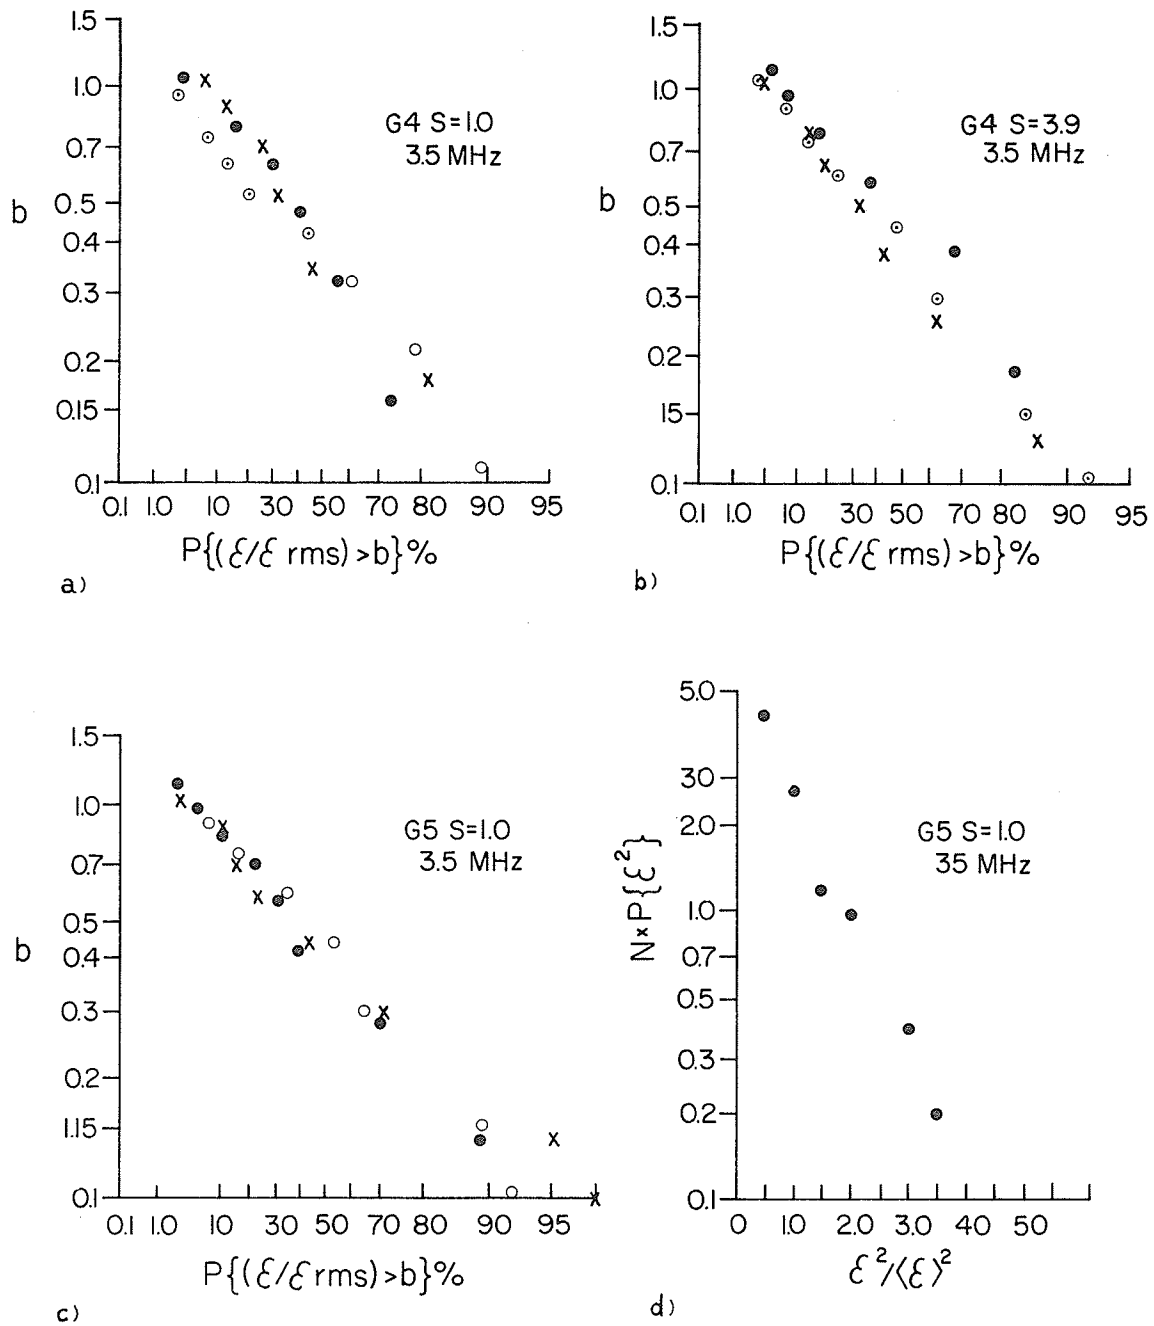 1.5
1.0
0.7
0.5
0.4
0.3
0.2
0.15
0.1
b
G4 S=1.0
3.5 MHz
0.1 1.0 10 30 50 70 80 90 95
P{(ℰ/ℰ rms) >b}%
a)
1.5
1.0
0.7
0.5
0.4
0.3
0.2
15
0.1
b
G4 S=3.9
3.5 MHz
0.1 1.0 10 30 50 70 80 90 95
P{(ℰ/ℰ rms) >b}%
b)
1.5
1.0
0.7
0.5
0.4
0.3
0.2
1.15
0.1
b
G5 S=1.0
3.5 MHz
0.1 1.0 10 30 50 70 80 90 95
P{(ℰ/ℰ rms) >b}%
c)
5.0
30
2.0
1.0
0.7
0.5
0.3
0.2
0.1
N×P{ℰ²}
G5 S=1.0
35 MHz
0 1.0 2.0 3.0 40 50
ℰ²/⟨ℰ⟩²
d)